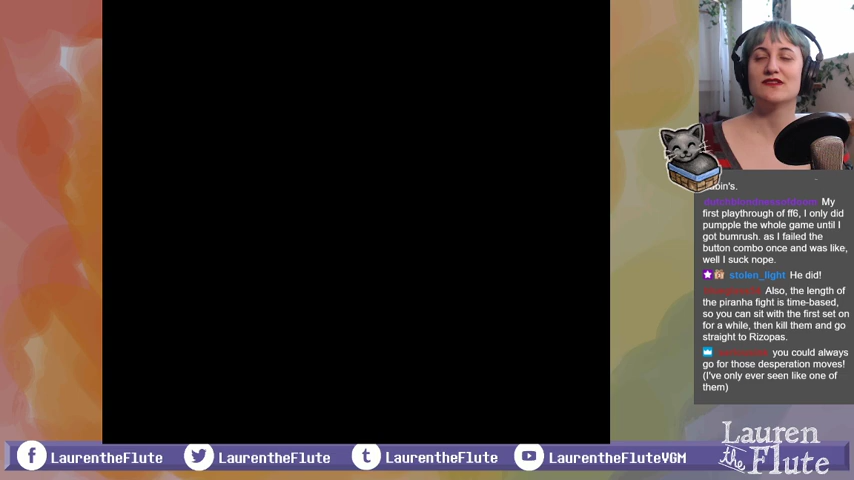 dutchblondnessofdoom My
first playthrough of ff6, I only did
pumpple the whole game until I
got bumrush. as I failed the
button combo once and was like,
well I suck nope.
stolen_light He did!
Also, the length of
the piranha fight is time-based,
so you can sit with the first set on
for a while, then kill them and go
straight to Rizopas.
you could always
go for those desperation moves!
(I've only ever seen like one of
them)
Lauren
the Flute
LaurentheFlute
LaurentheFlute
LaurentheFlute
LaurentheFluteVGM